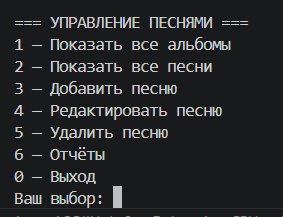 === УПРАВЛЕНИЕ ПЕСНЯМИ ===
1 — Показать все альбомы
2 — Показать все песни
3 — Добавить песню
4 — Редактировать песню
5 — Удалить песню
6 — Отчёты
0 — Выход
Ваш выбор: